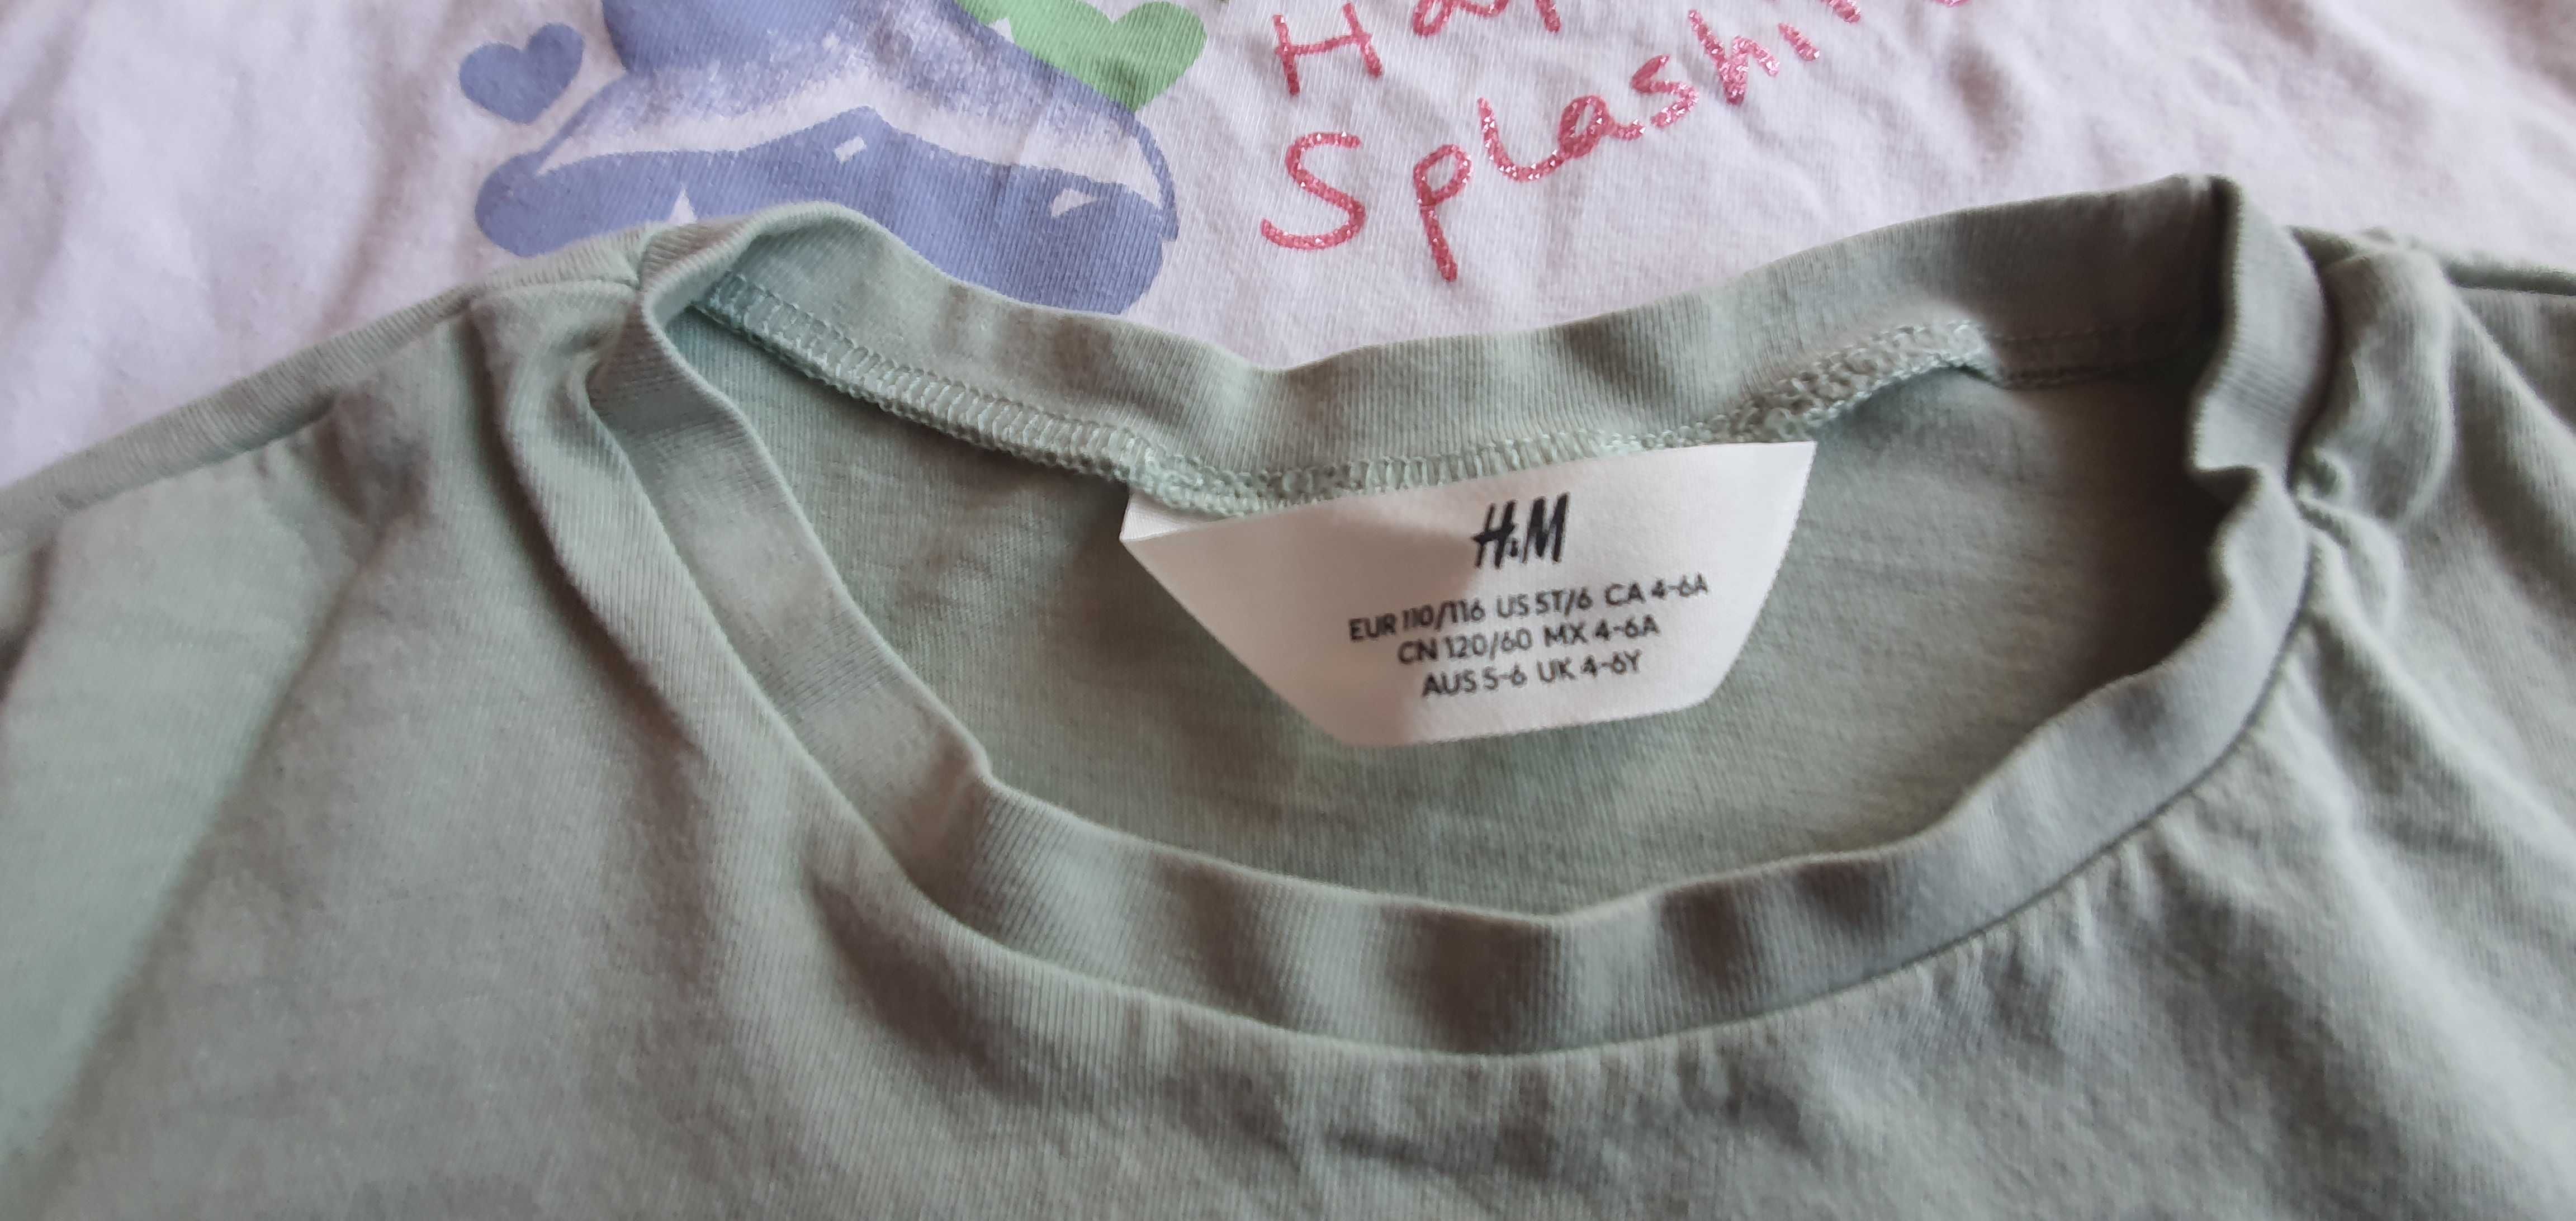 Splashin
H&M
EUR 110/116 US 5T/6 CA 4-6A
CN 120/60 MX 4-6A
AUS 5-6 UK 4-6Y